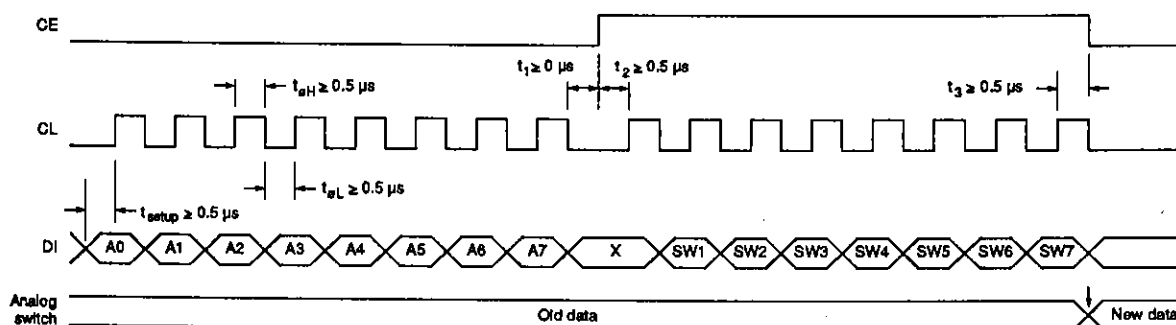 CE
t1 ≥ 0 µs
t2 ≥ 0.5 µs
tøH ≥ 0.5 µs
t3 ≥ 0.5 µs
CL
tøL ≥ 0.5 µs
tsetup ≥ 0.5 µs
DI A0 A1 A2 A3 A4 A5 A6 A7 X SW1 SW2 SW3 SW4 SW5 SW6 SW7
Analog
switch
Old data
New data